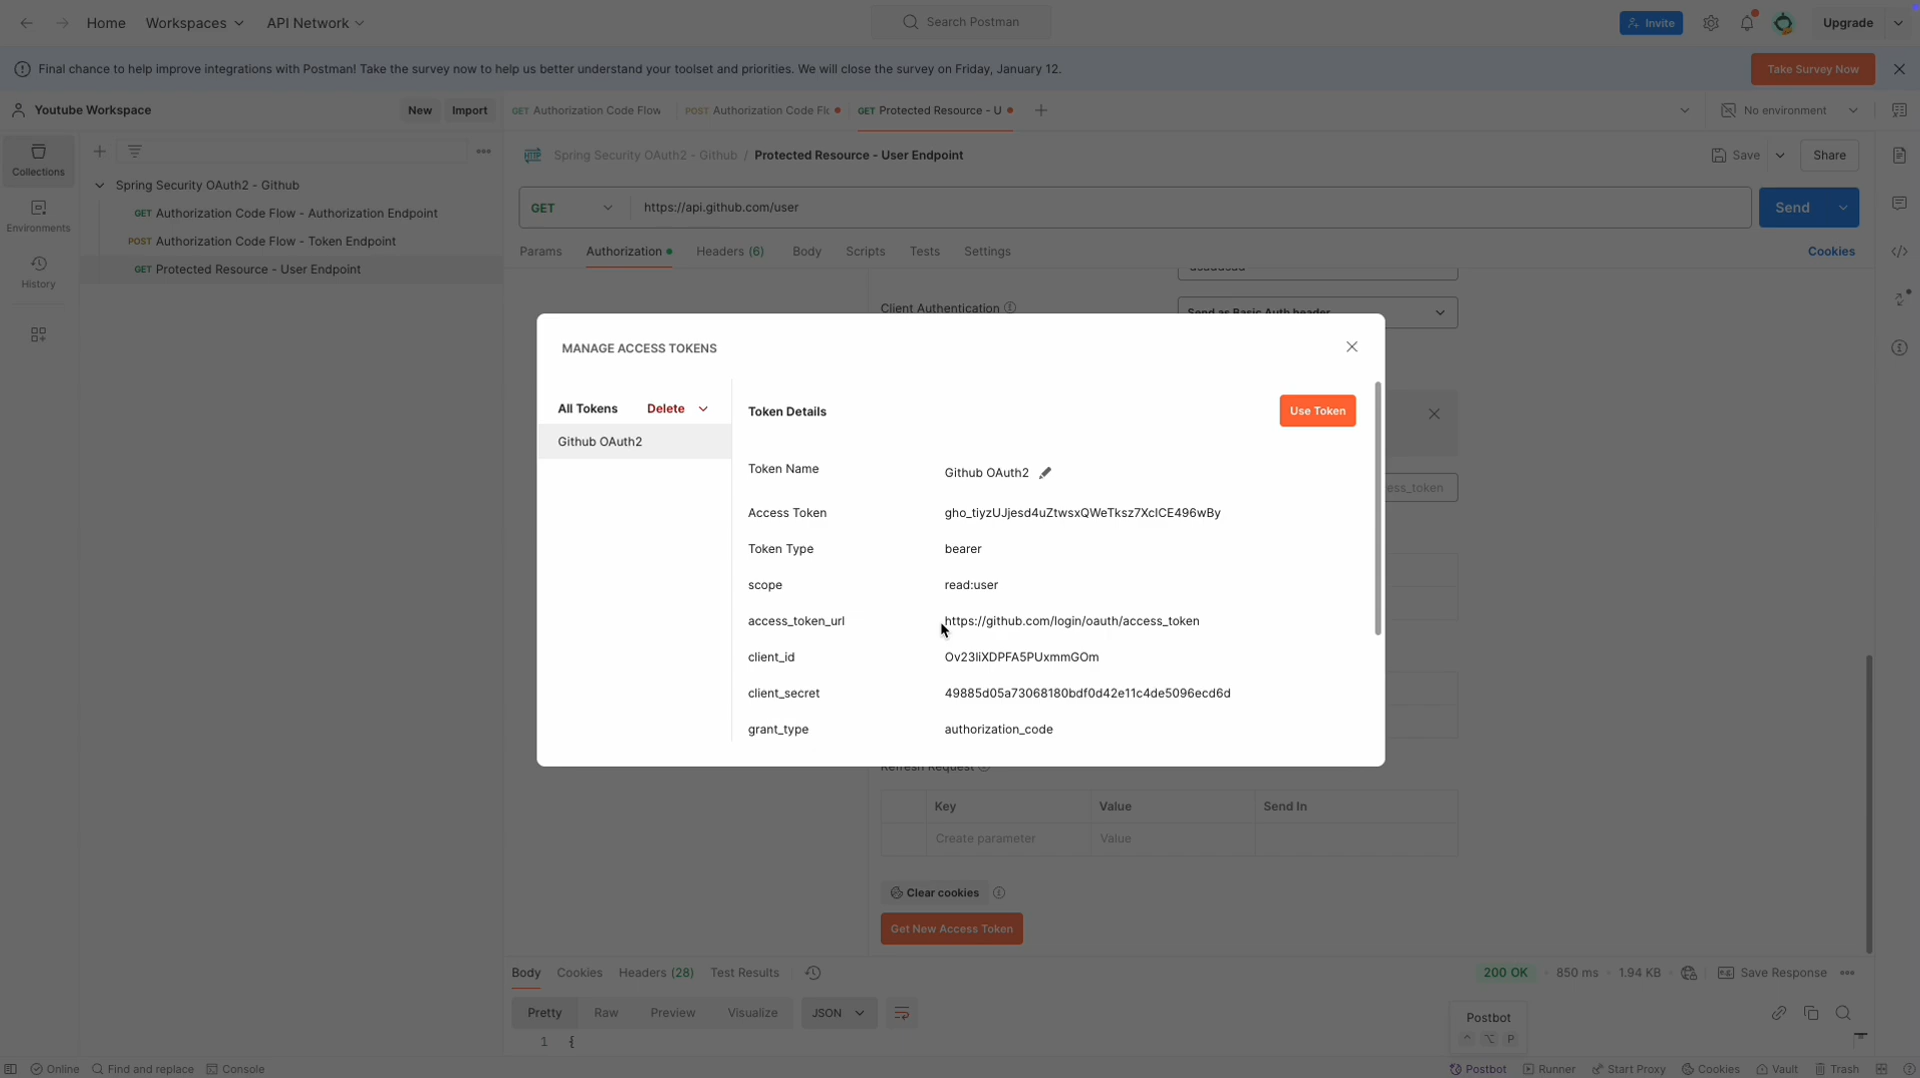 Home Workspaces API Network Search Postman Invite Upgrade
Final chance to help improve integrations with Postman! Take the survey now to help us better understand your toolset and priorities. We will close the survey on Friday, January 12. Take Survey Now
Youtube Workspace New Import GET Authorization Code Flow POST Authorization Code Flo GET Protected Resource - U No environment
Spring Security OAuth2 - Github / Protected Resource - User Endpoint Save Share
Collections
Spring Security OAuth2 - Github
GET Authorization Code Flow - Authorization Endpoint
POST Authorization Code Flow - Token Endpoint
GET Protected Resource - User Endpoint
Environments
History
GET https://api.github.com/user Send
Params Authorization Headers (6) Body Scripts Tests Settings Cookies
Client Authentication Send as Basic Auth header
MANAGE ACCESS TOKENS
All Tokens Delete
Github OAuth2
Token Details Use Token
Token Name Github OAuth2
Access Token gho_tiyzUJjesd4uZtwsxQWeTksz7XclCE496wBy
Token Type bearer
scope read:user
access_token_url https://github.com/login/oauth/access_token
client_id Ov23liXDPFA5PUxmmGOm
client_secret 49885d05a73068180bdf0d42e11c4de5096ecd6d
grant_type authorization_code
ess_token
Refresh Request
Key Value Send In
Create parameter Value
Clear cookies
Get New Access Token
Body Cookies Headers (28) Test Results 200 OK 850 ms 1.94 KB Save Response
Pretty Raw Preview Visualize JSON
1 {
Postbot
^ ⌥ P
Online Find and replace Console Postbot Runner Start Proxy Cookies Vault Trash